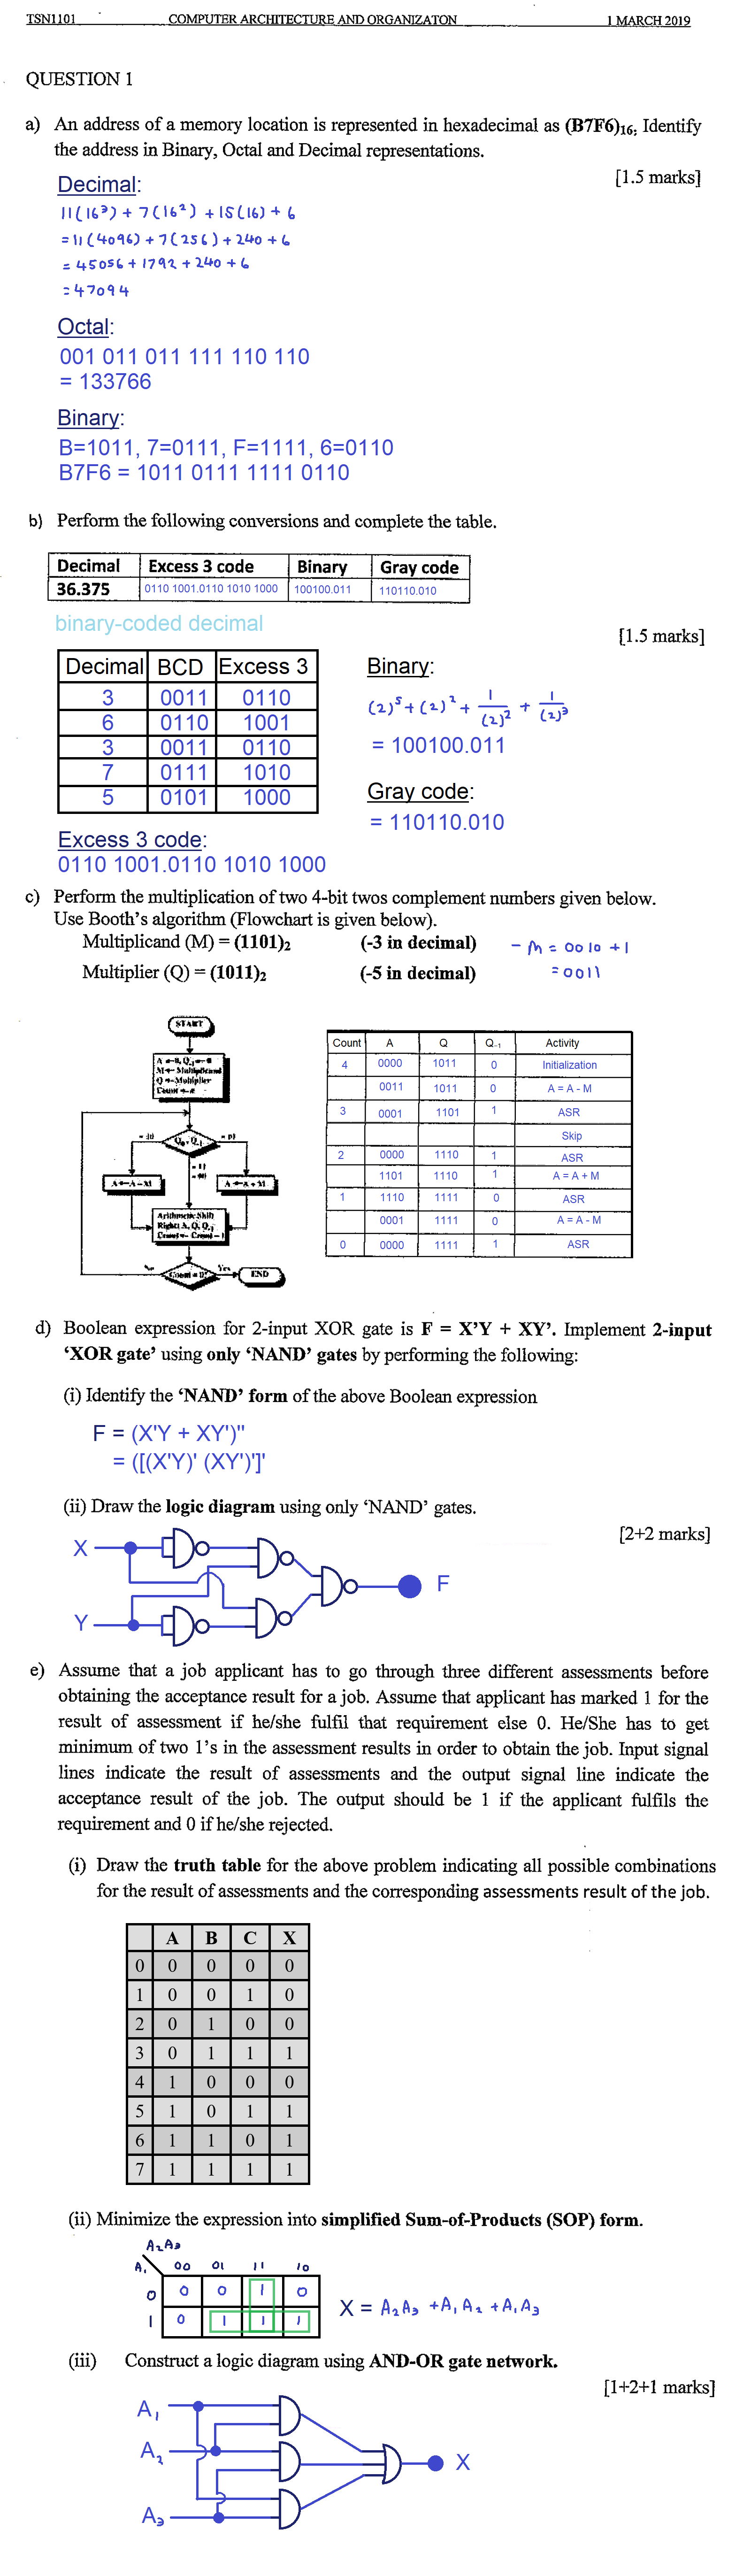 TSN1101 COMPUTER ARCHITECTURE AND ORGANIZATON 1 MARCH 2019
QUESTION 1
a) An address of a memory location is represented in hexadecimal as (B7F6)₁₆. Identify
the address in Binary, Octal and Decimal representations.
[1.5 marks]
Decimal:
11(16³) + 7(16²) + 15(16) + 6
= 11(4096) + 7(256) + 240 + 6
= 45056 + 1792 + 240 + 6
= 47094
Octal:
001 011 011 111 110 110
= 133766
Binary:
B=1011, 7=0111, F=1111, 6=0110
B7F6 = 1011 0111 1111 0110
b) Perform the following conversions and complete the table.
Decimal Excess 3 code Binary Gray code
36.375 0110 1001.0110 1010 1000 100100.011 110110.010
binary-coded decimal
[1.5 marks]
Decimal BCD Excess 3
3 0011 0110
6 0110 1001
3 0011 0110
7 0111 1010
5 0101 1000
Binary:
(2)⁵ + (2)² + 1/(2)² + 1/(2)³
= 100100.011
Gray code:
= 110110.010
Excess 3 code:
0110 1001.0110 1010 1000
c) Perform the multiplication of two 4-bit twos complement numbers given below.
Use Booth's algorithm (Flowchart is given below).
Multiplicand (M) = (1101)₂ (-3 in decimal)
Multiplier (Q) = (1011)₂ (-5 in decimal)
- M = 0010 + 1
= 0011
START
M ← Multiplicand
Q ← Multiplier
Count ← n
Q₀, Q₋₁
= 10
= 01
= 11
= 00
A ← A - M
A ← A + M
Arithmetic Shift
Right: A, Q, Q₋₁
Count ← Count - 1
Count = 0?
No
Yes
END
Count A Q Q₋₁ Activity
4 0000 1011 0 Initialization
0011 1011 0 A = A - M
3 0001 1101 1 ASR
Skip
2 0000 1110 1 ASR
1101 1110 1 A = A + M
1 1110 1111 0 ASR
0001 1111 0 A = A - M
0 0000 1111 1 ASR
d) Boolean expression for 2-input XOR gate is F = X'Y + XY'. Implement 2-input
'XOR gate' using only 'NAND' gates by performing the following:
(i) Identify the 'NAND' form of the above Boolean expression
F = (X'Y + XY')''
= ([(X'Y)' (XY')']'
(ii) Draw the logic diagram using only 'NAND' gates.
[2+2 marks]
X
F
Y
e) Assume that a job applicant has to go through three different assessments before
obtaining the acceptance result for a job. Assume that applicant has marked 1 for the
result of assessment if he/she fulfil that requirement else 0. He/She has to get
minimum of two 1's in the assessment results in order to obtain the job. Input signal
lines indicate the result of assessments and the output signal line indicate the
acceptance result of the job. The output should be 1 if the applicant fulfils the
requirement and 0 if he/she rejected.
(i) Draw the truth table for the above problem indicating all possible combinations
for the result of assessments and the corresponding assessments result of the job.
A B C X
0 0 0 0 0
1 0 0 1 0
2 0 1 0 0
3 0 1 1 1
4 1 0 0 0
5 1 0 1 1
6 1 1 0 1
7 1 1 1 1
(ii) Minimize the expression into simplified Sum-of-Products (SOP) form.
A₂A₃
A₁ 00 01 11 10
0 0 0 1 0
1 0 1 1 1
X = A₂A₃ + A₁A₂ + A₁A₃
(iii) Construct a logic diagram using AND-OR gate network.
[1+2+1 marks]
A₁
A₂
X
A₃